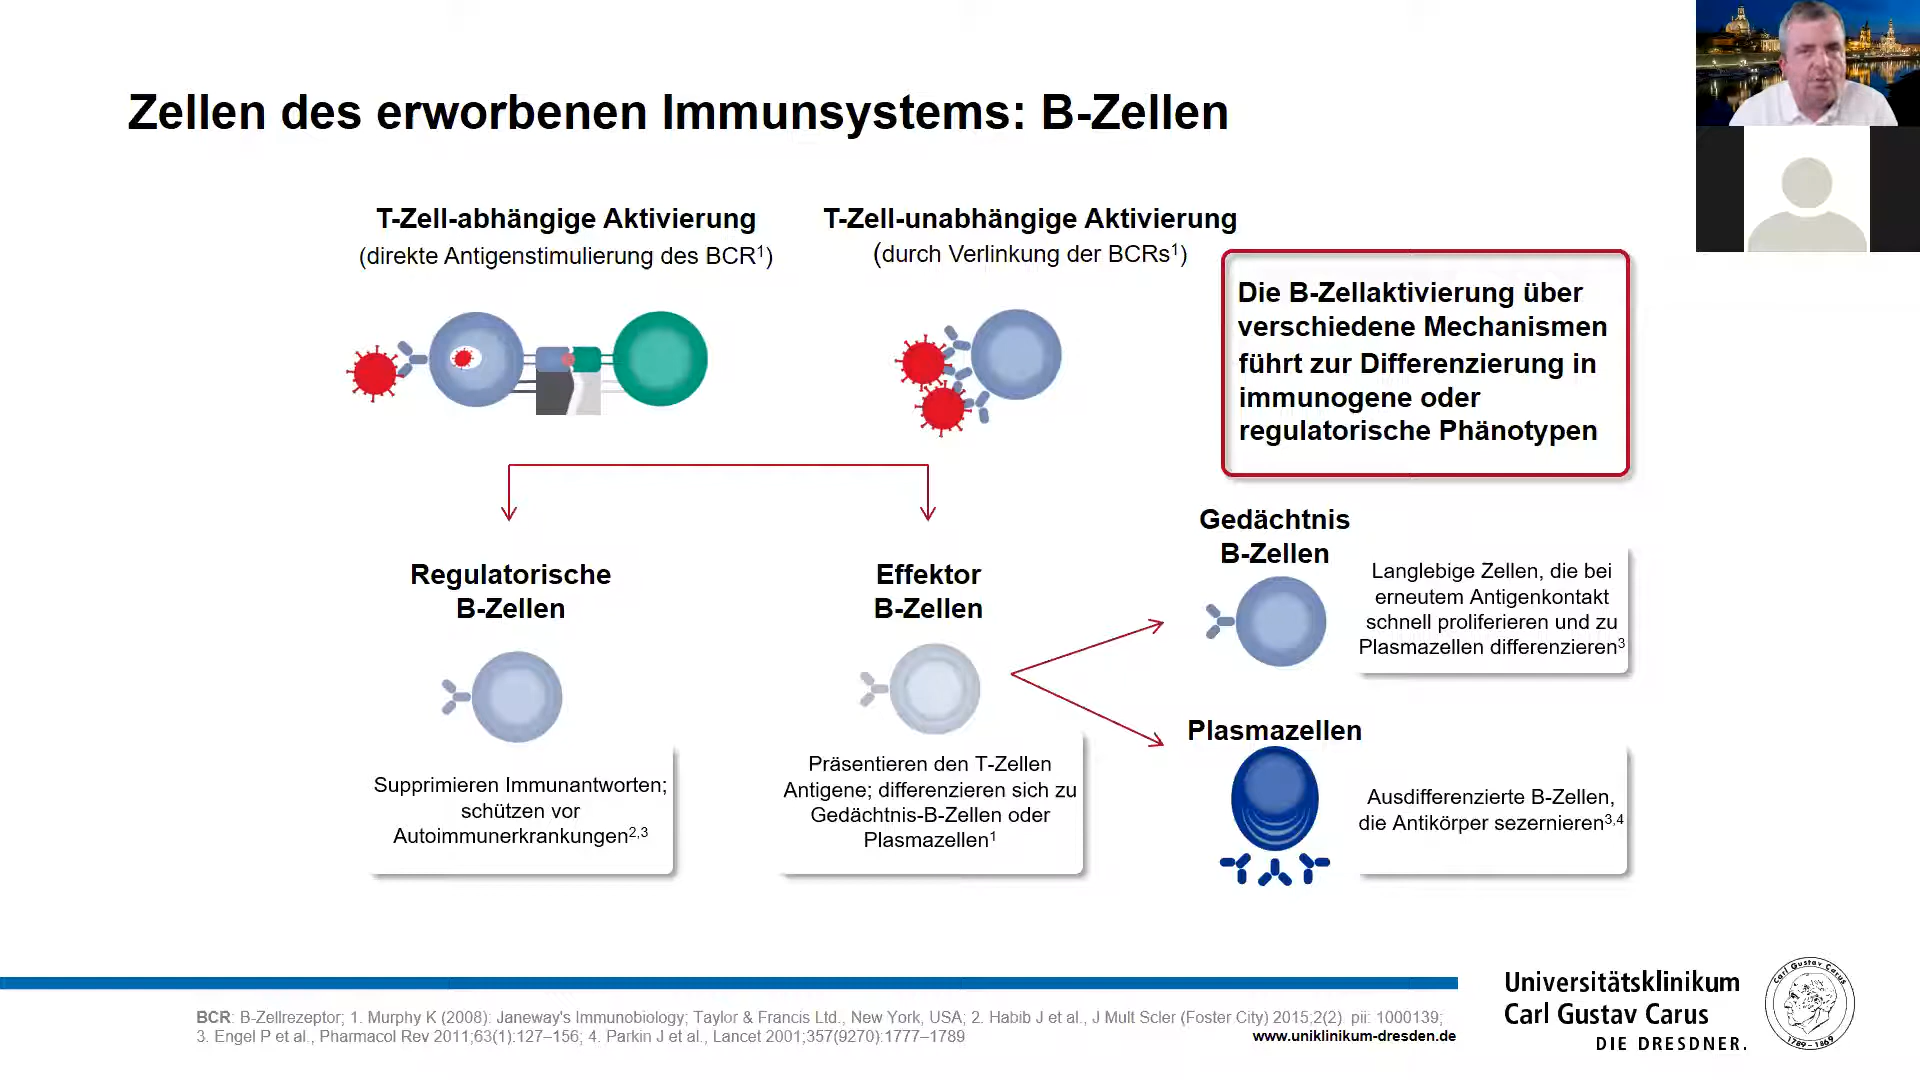 Zellen des erworbenen Immunsystems: B-Zellen
T-Zell-abhängige Aktivierung
(direkte Antigenstimulierung des BCR¹)
T-Zell-unabhängige Aktivierung
(durch Verlinkung der BCRs¹)
Die B-Zellaktivierung über
verschiedene Mechanismen
führt zur Differenzierung in
immunogene oder
regulatorische Phänotypen
Regulatorische
B-Zellen
Supprimieren Immunantworten;
schützen vor
Autoimmunerkrankungen²,³
Effektor
B-Zellen
Präsentieren den T-Zellen
Antigene; differenzieren sich zu
Gedächtnis-B-Zellen oder
Plasmazellen¹
Gedächtnis
B-Zellen
Langlebige Zellen, die bei
erneutem Antigenkontakt
schnell proliferieren und zu
Plasmazellen differenzieren³
Plasmazellen
Ausdifferenzierte B-Zellen,
die Antikörper sezernieren³,⁴
BCR: B-Zellrezeptor; 1. Murphy K (2008): Janeway's Immunobiology; Taylor & Francis Ltd., New York, USA; 2. Habib J et al., J Mult Scler (Foster City) 2015;2(2) pii: 1000139;
3. Engel P et al., Pharmacol Rev 2011;63(1):127–156; 4. Parkin J et al., Lancet 2001;357(9270):1777–1789
www.uniklinikum-dresden.de
Universitätsklinikum
Carl Gustav Carus
DIE DRESDNER.
Carl Gustav Carus
1789-1869